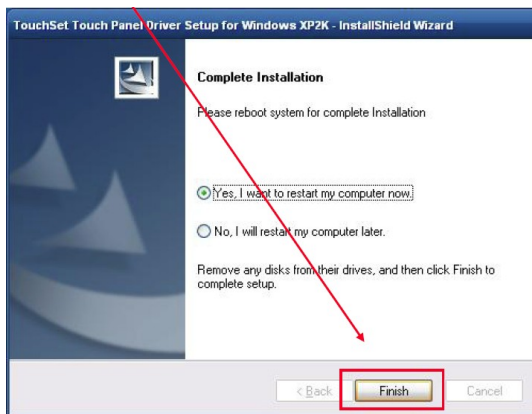 TouchSet Touch Panel Driver Setup for Windows XP2K - InstallShield Wizard
Complete Installation
Please reboot system for complete Installation
Yes, I want to restart my computer now.
No, I will restart my computer later.
Remove any disks from their drives, and then click Finish to
complete setup.
< Back
Finish
Cancel